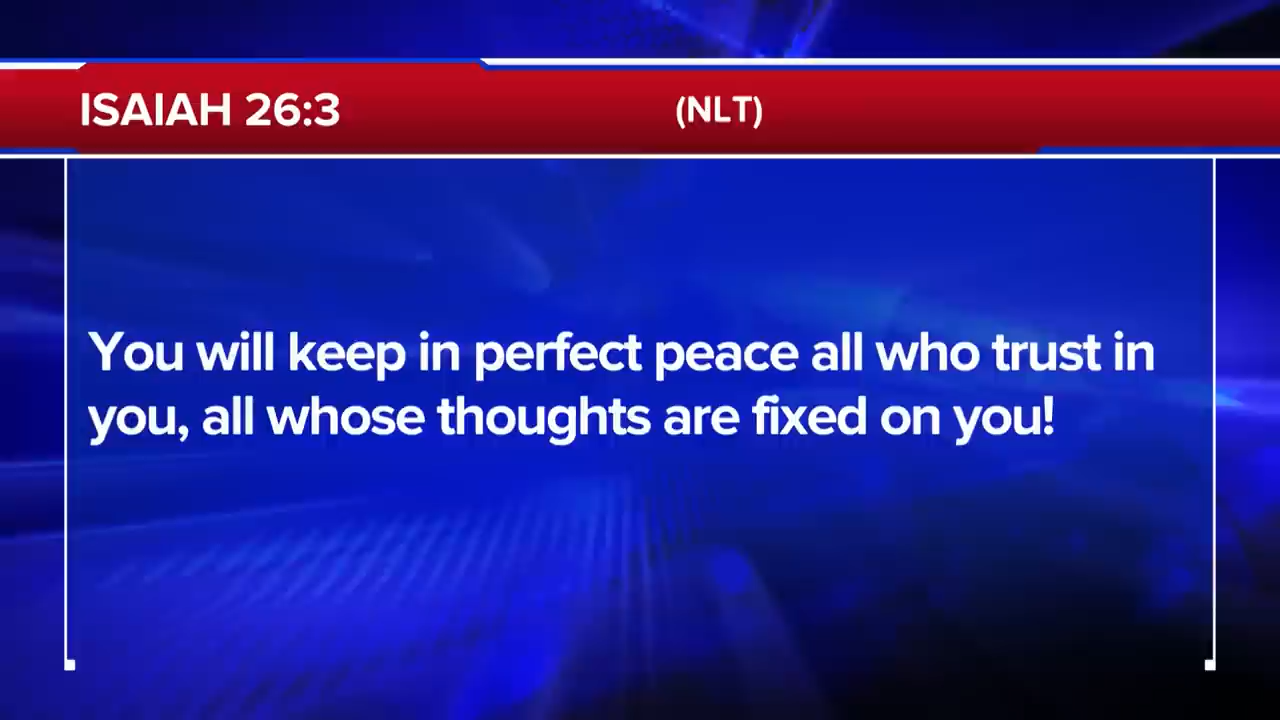 ISAIAH 26:3 (NLT)
You will keep in perfect peace all who trust in
you, all whose thoughts are fixed on you!